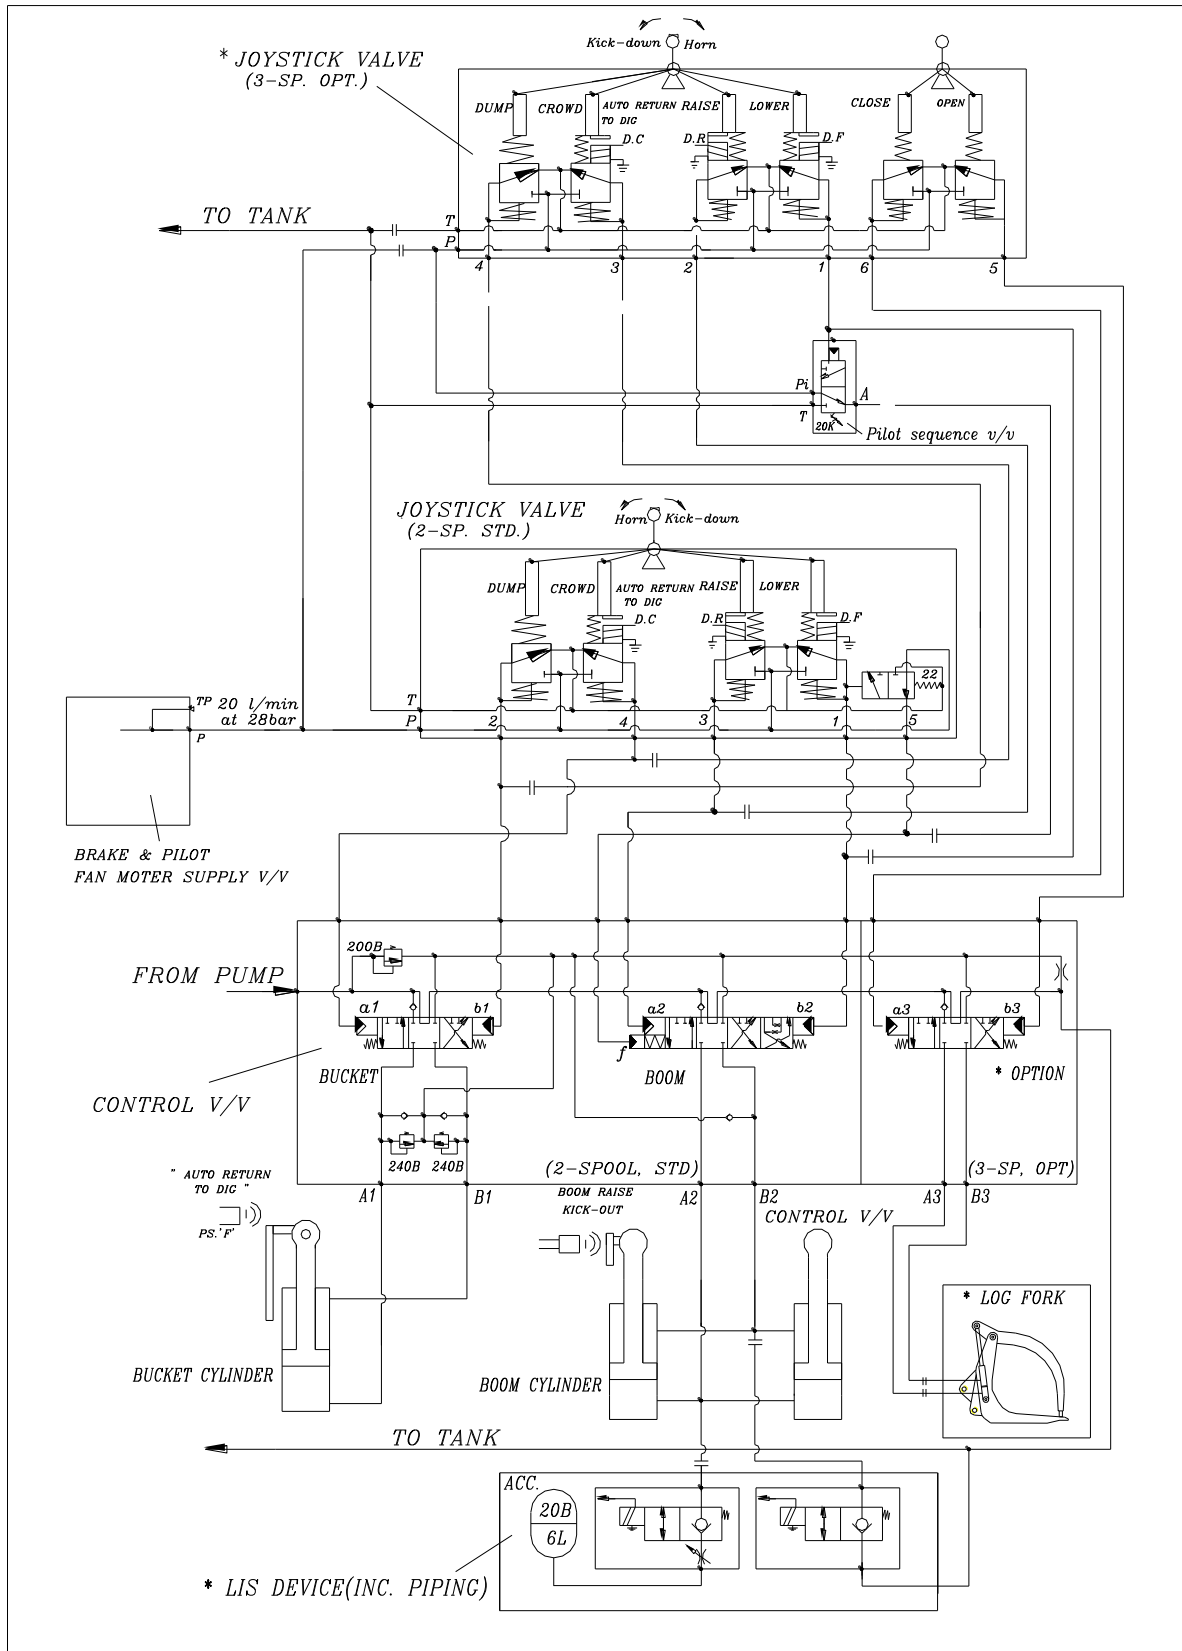 Kick-down
Horn
* JOYSTICK VALVE
(3-SP. OPT.)
DUMP
CROWD
AUTO RETURN
TO DIG
RAISE
LOWER
CLOSE
OPEN
D.C
D.R
D.F
TO TANK
T
P
4
3
2
1
6
5
Pi
A
T
20K
Pilot sequence v/v
JOYSTICK VALVE
(2-SP. STD.)
Horn
Kick-down
DUMP
CROWD
AUTO RETURN
TO DIG
RAISE
LOWER
D.C
D.R
D.F
22
TP
20 l/min
at 28bar
P
T
P
2
4
3
1
5
BRAKE & PILOT
FAN MOTER SUPPLY V/V
200B
FROM PUMP
a1
b1
a2
b2
a3
b3
f
BUCKET
BOOM
* OPTION
CONTROL V/V
240B
240B
(2-SPOOL, STD)
(3-SP, OPT)
" AUTO RETURN
TO DIG "
PS.'F'
A1
B1
BOOM RAISE
KICK-OUT
A2
B2
A3
B3
CONTROL V/V
* LOG FORK
BUCKET CYLINDER
BOOM CYLINDER
TO TANK
ACC.
20B
6L
* LIS DEVICE(INC. PIPING)